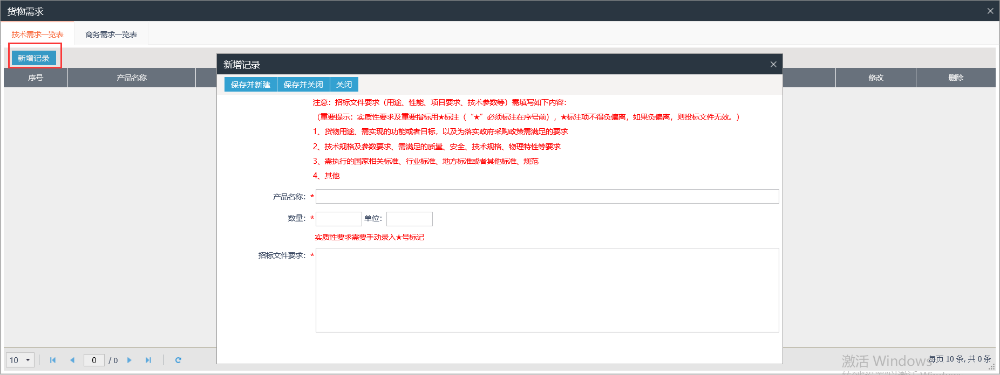 货物需求
技术需求一览表 商务需求一览表
新增记录
序号 产品名称 修改 删除
新增记录
保存并新建 保存并关闭 关闭
注意：招标文件要求（用途、性能、项目要求、技术参数等）需填写如下内容：
（重要提示：实质性要求及重要指标用★标注（“★”必须标注在序号前），★标注项不得负偏离，如果负偏离，则投标文件无效。）
1、货物用途、需实现的功能或者目标，以及为落实政府采购政策需满足的要求
2、技术规格及参数要求、需满足的质量、安全、技术规格、物理特性等要求
3、需执行的国家相关标准、行业标准、地方标准或者其他标准、规范
4、其他
产品名称：*
数量：* 单位：
实质性要求需要手动录入★号标记
招标文件要求：*
10 0 / 0 每页 10 条, 共 0 条
激活 Windows